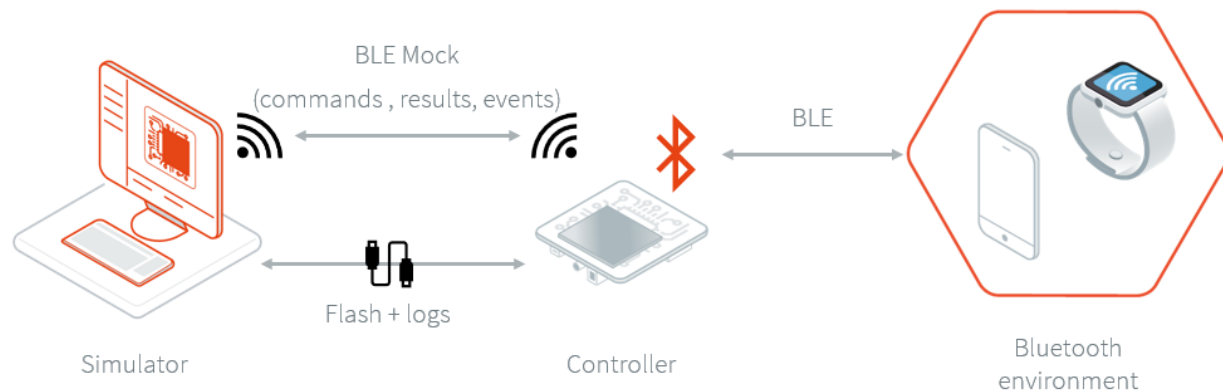 BLE Mock
(commands , results, events)
BLE
Flash + logs
Simulator
Controller
Bluetooth
environment